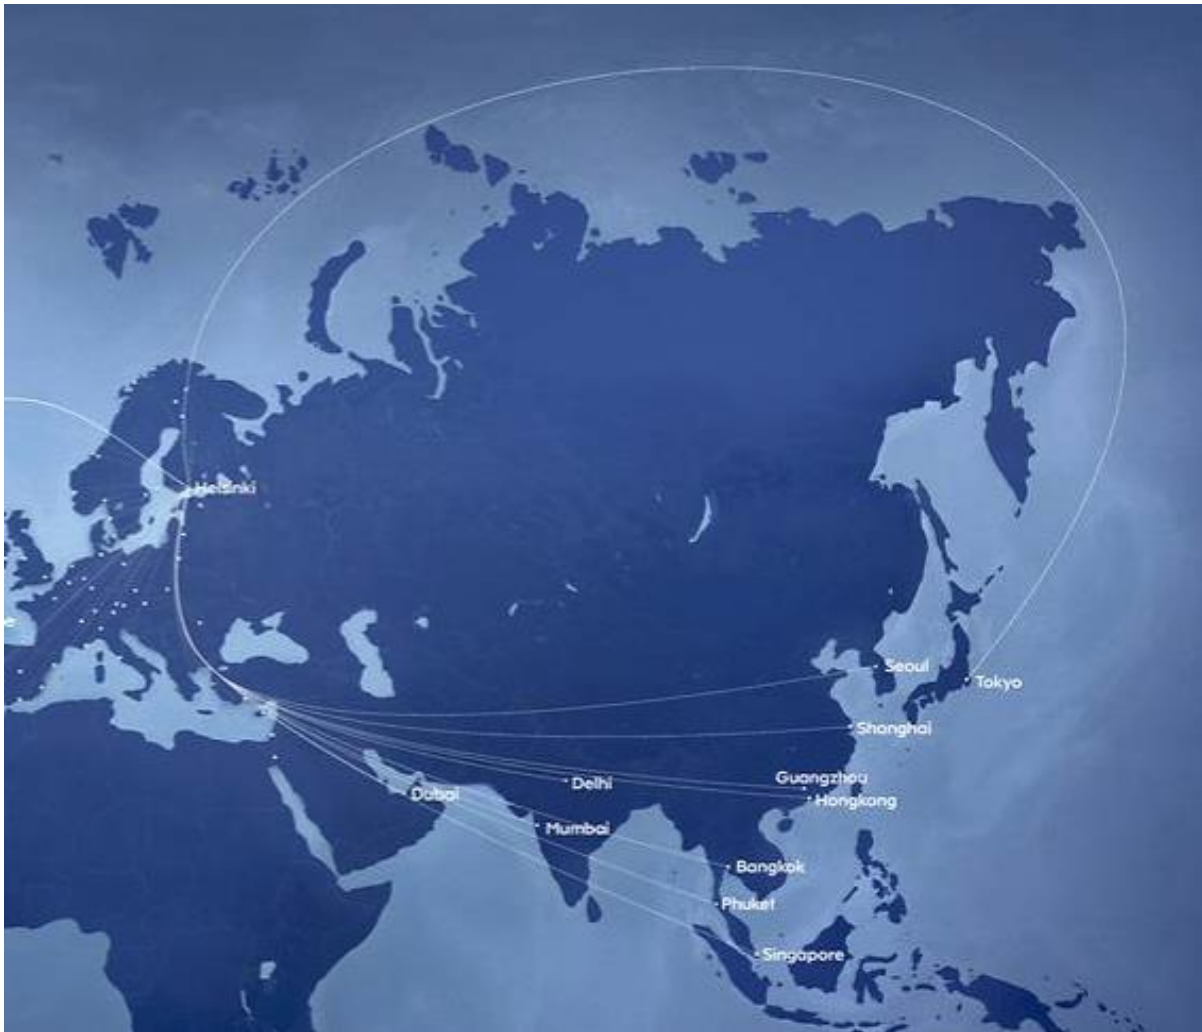 Helsinki
Seoul
Tokyo
Shanghai
Guangzhou
Delhi
Dubai
Hongkong
Mumbai
Bangkok
Phuket
Singapore